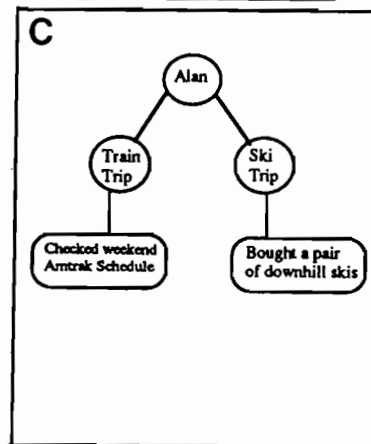 C
Alan
Train
Trip
Ski
Trip
Checked weekend
Amtrak Schedule
Bought a pair
of downhill skis